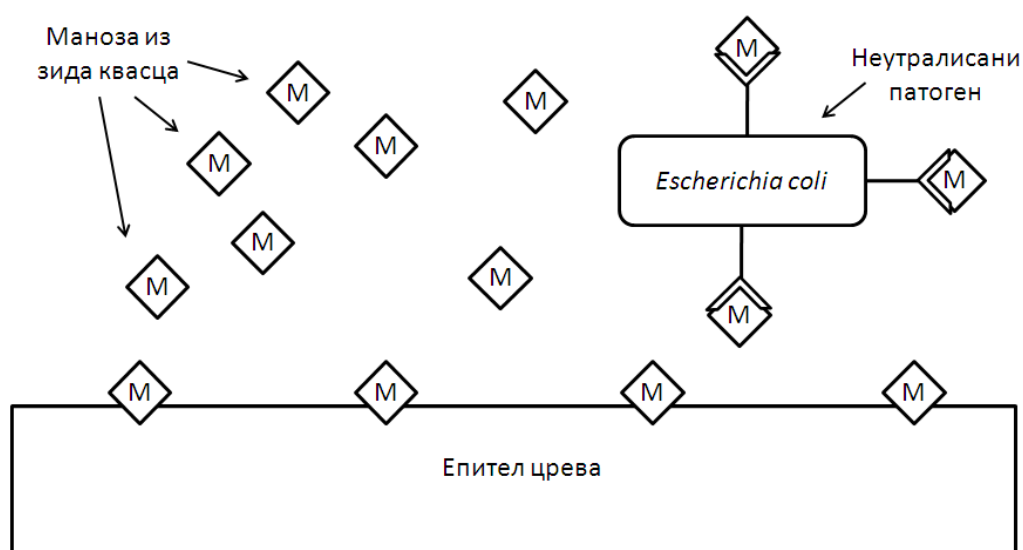 Маноза из
зида квасца
М
М
М
М
М
М
М
М
Неутралисани
патоген
Escherichia coli
М
М
М
М
М
М
Епител црева